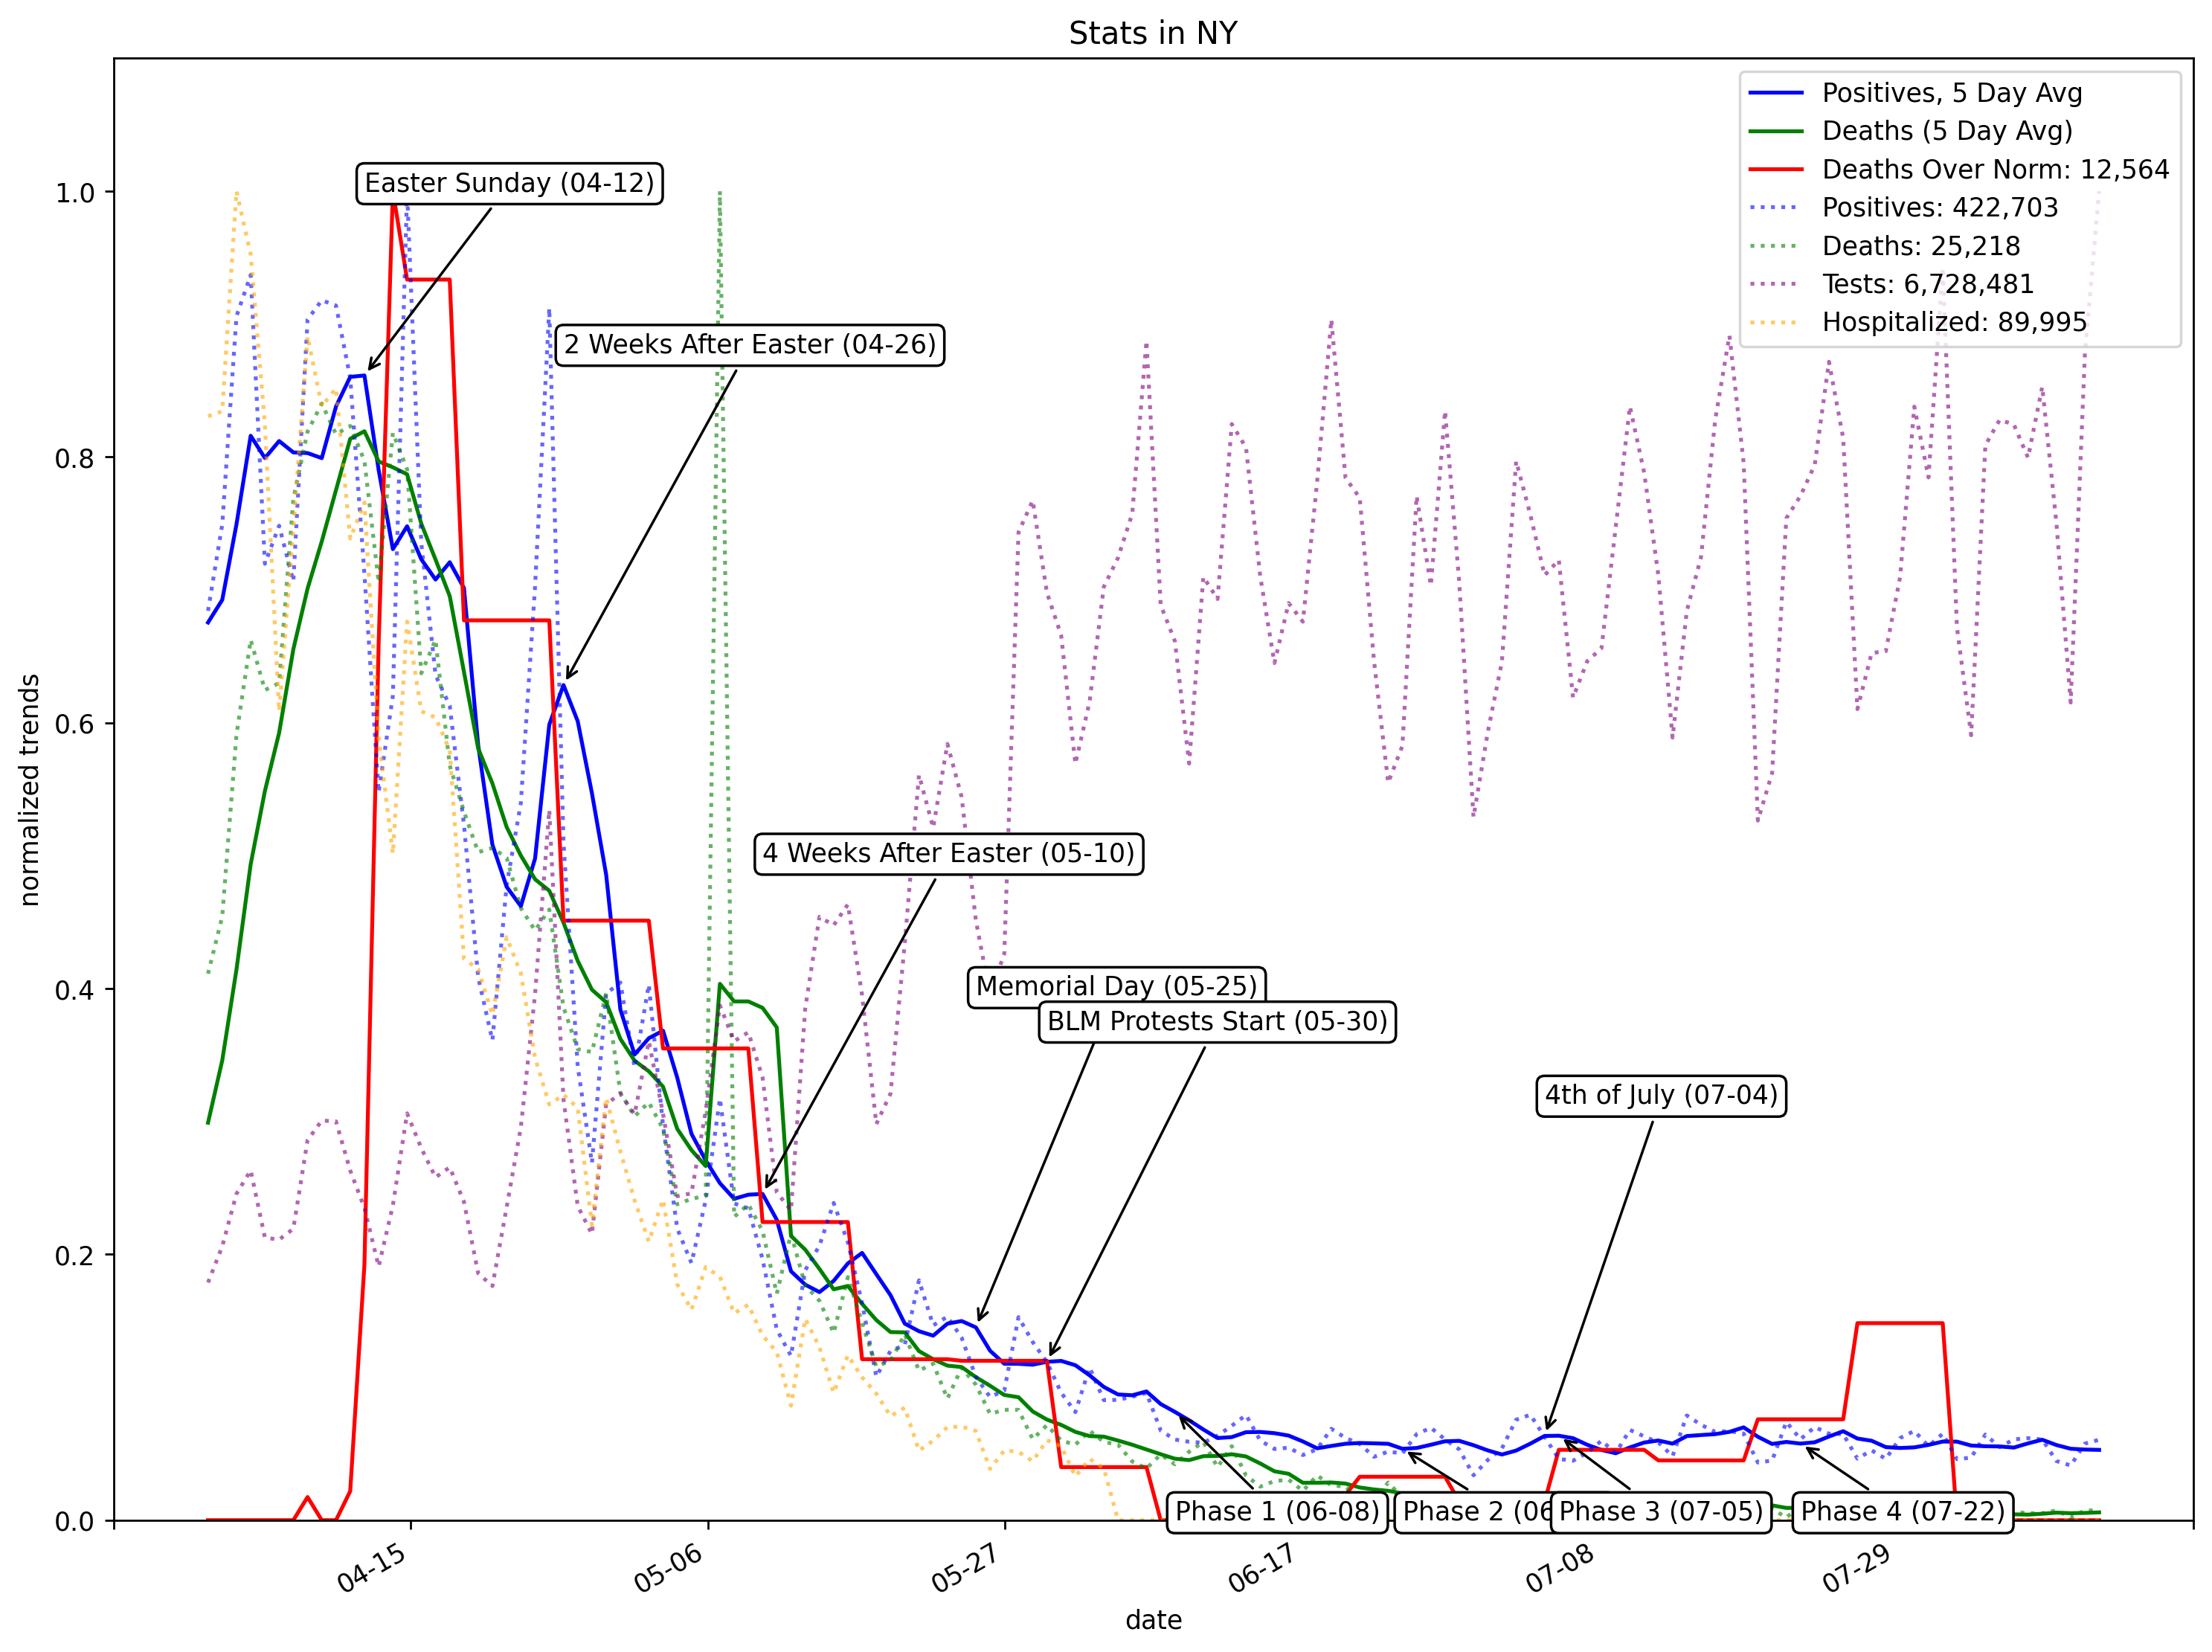 Stats in NY
Positives, 5 Day Avg
Deaths (5 Day Avg)
Deaths Over Norm: 12,564
Positives: 422,703
Deaths: 25,218
Tests: 6,728,481
Hospitalized: 89,995
Easter Sunday (04-12)
2 Weeks After Easter (04-26)
4 Weeks After Easter (05-10)
Memorial Day (05-25)
BLM Protests Start (05-30)
4th of July (07-04)
Phase 1 (06-08)
Phase 2 (06
Phase 3 (07-05)
Phase 4 (07-22)
normalized trends
1.0
0.8
0.6
0.4
0.2
0.0
04-15
05-06
05-27
06-17
07-08
07-29
date